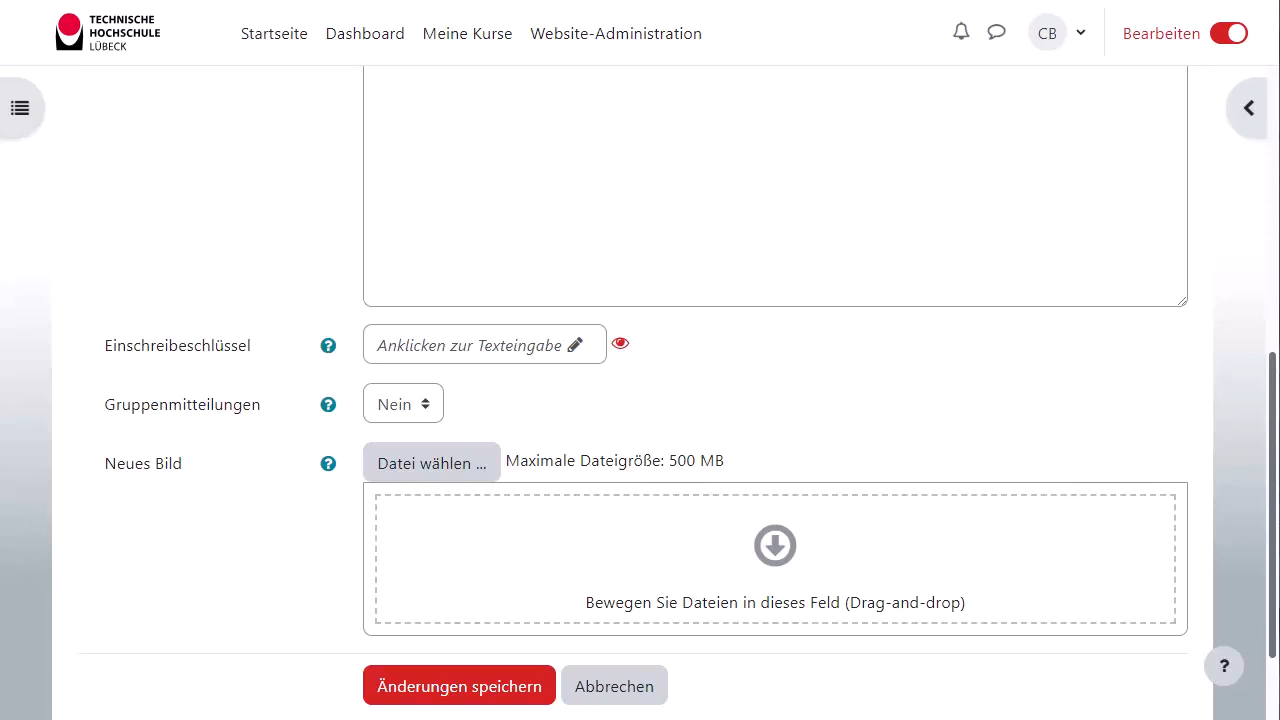 TECHNISCHE
HOCHSCHULE
LÜBECK
Startseite Dashboard Meine Kurse Website-Administration
CB
Bearbeiten
Einschreibeschlüssel ? Anklicken zur Texteingabe
Gruppenmitteilungen ? Nein
Neues Bild ? Datei wählen ... Maximale Dateigröße: 500 MB
Bewegen Sie Dateien in dieses Feld (Drag-and-drop)
?
Änderungen speichern Abbrechen